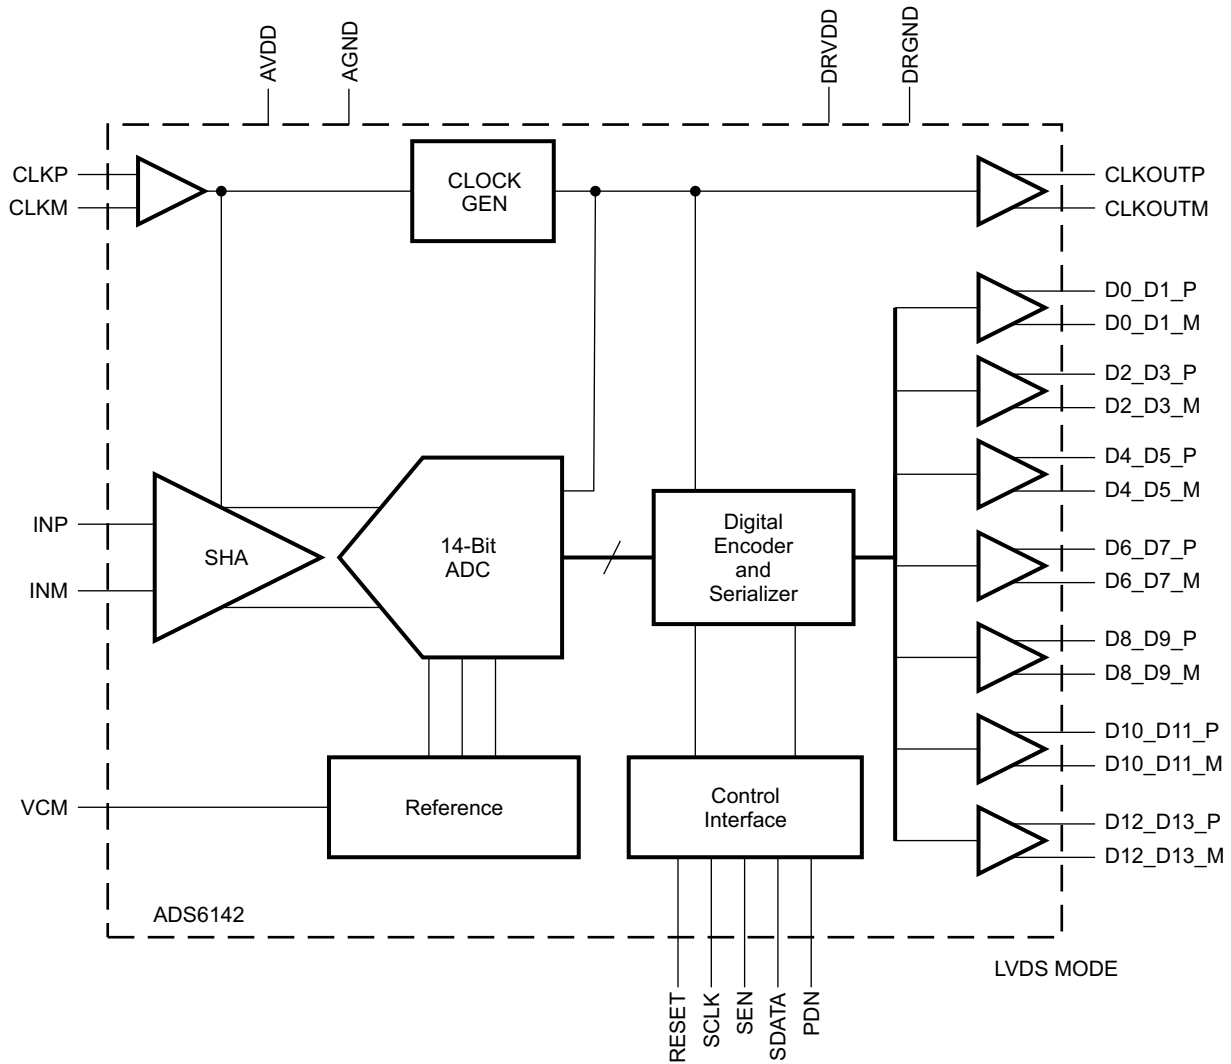 AVDD
AGND
DRVDD
DRGND
CLKP
CLKM
CLOCK
GEN
CLKOUTP
CLKOUTM
D0_D1_P
D0_D1_M
D2_D3_P
D2_D3_M
D4_D5_P
D4_D5_M
INP
INM
SHA
14-Bit
ADC
Digital
Encoder
and
Serializer
D6_D7_P
D6_D7_M
D8_D9_P
D8_D9_M
D10_D11_P
D10_D11_M
VCM
Reference
Control
Interface
D12_D13_P
D12_D13_M
ADS6142
LVDS MODE
RESET
SCLK
SEN
SDATA
PDN